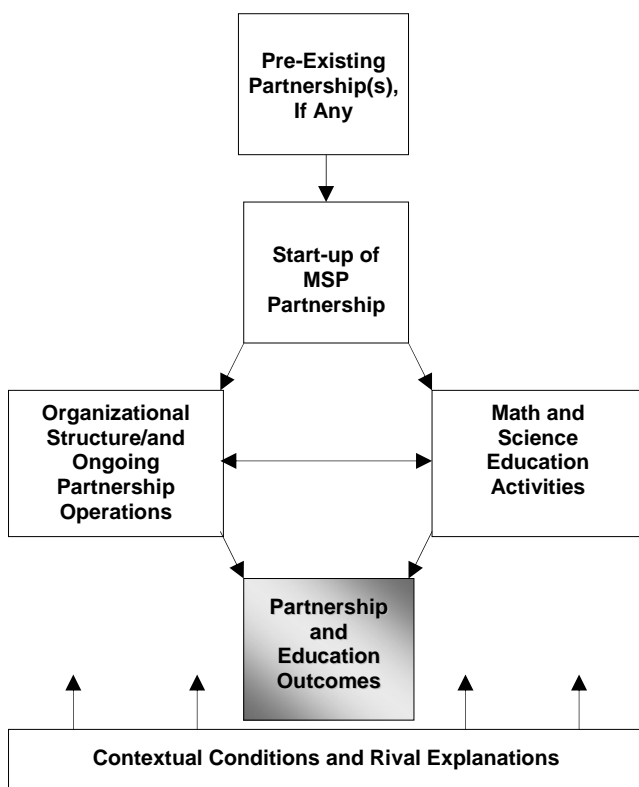 Pre-Existing
Partnership(s),
If Any
Start-up of
MSP
Partnership
Organizational
Structure/and
Ongoing
Partnership
Operations
Math and
Science
Education
Activities
Partnership
and
Education
Outcomes
Contextual Conditions and Rival Explanations